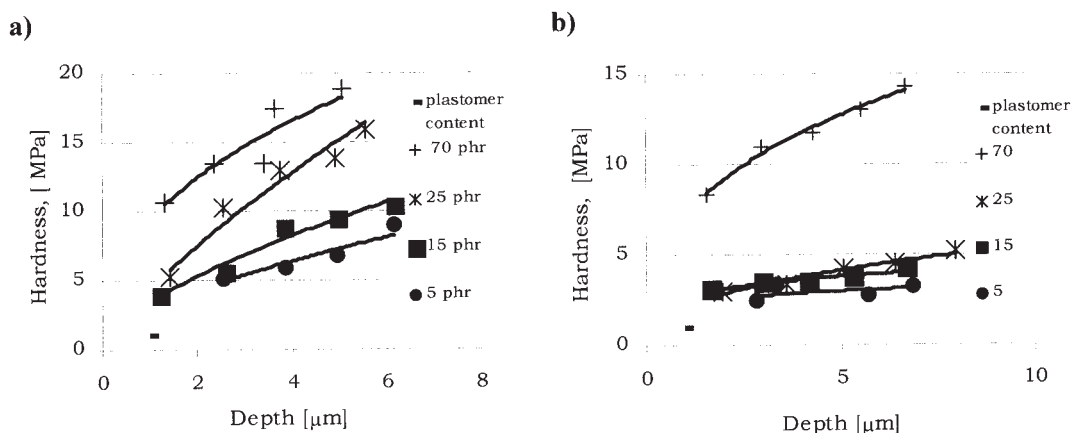 a)
Hardness, [ MPa]
20
15
10
5
0
0 2 4 6 8
Depth [µm]
plastomer
content
70 phr
25 phr
15 phr
5 phr
b)
Hardness, [MPa]
15
10
5
0
0 5 10
Depth [µm]
plastomer
content
70
25
15
5